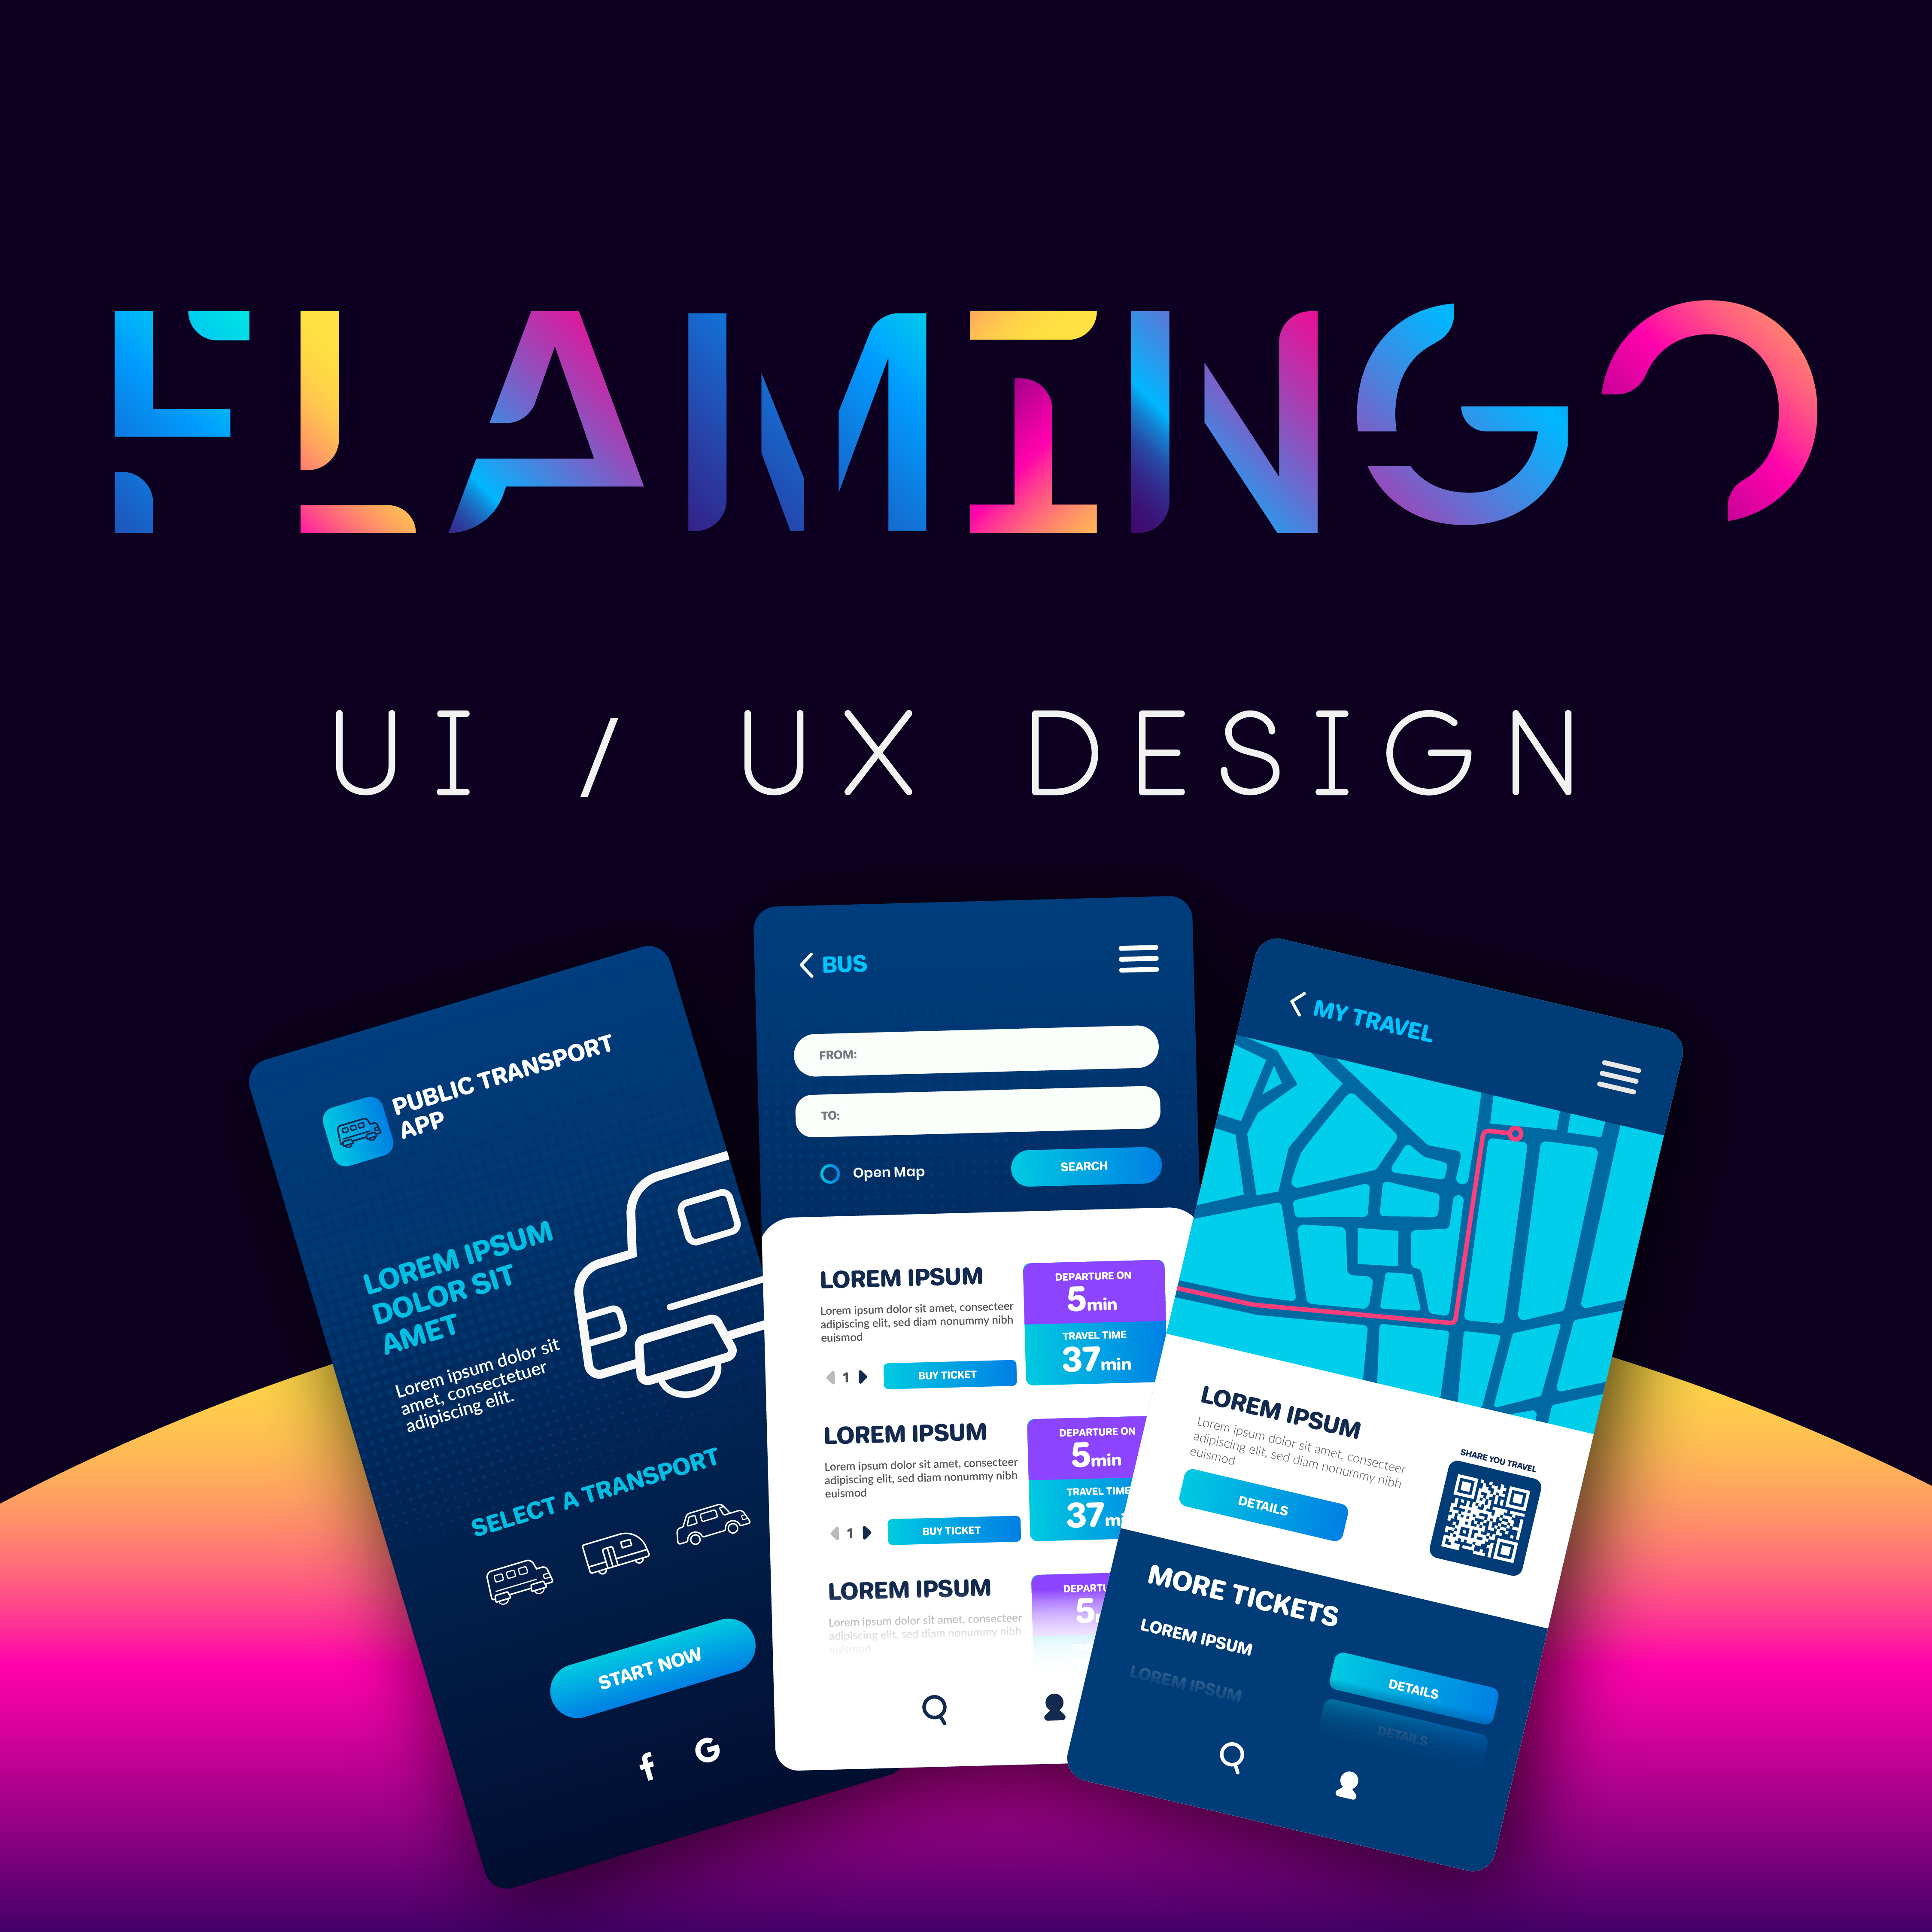 FLAMINGO
UI / UX DESIGN
PUBLIC TRANSPORT
APP
LOREM IPSUM
DOLOR SIT
AMET
Lorem ipsum dolor sit
amet, consectetuer
adipiscing elit.
SELECT A TRANSPORT
START NOW
f G
BUS
FROM:
TO:
Open Map
SEARCH
LOREM IPSUM
Lorem ipsum dolor sit amet, consecteer
adipiscing elit, sed diam nonummy nibh
euismod
1
BUY TICKET
DEPARTURE ON
5min
TRAVEL TIME
37min
LOREM IPSUM
Lorem ipsum dolor sit amet, consecteer
adipiscing elit, sed diam nonummy nibh
euismod
1
BUY TICKET
DEPARTURE ON
5min
TRAVEL TIME
37mi
LOREM IPSUM
Lorem ipsum dolor sit amet, consecteer
adipiscing elit, sed diam nonummy nibh
euismod
DEPARTU
5
MY TRAVEL
LOREM IPSUM
Lorem ipsum dolor sit amet, consecteer
adipiscing elit, sed diam nonummy nibh
euismod
DETAILS
SHARE YOU TRAVEL
MORE TICKETS
LOREM IPSUM
DETAILS
LOREM IPSUM
DETAILS